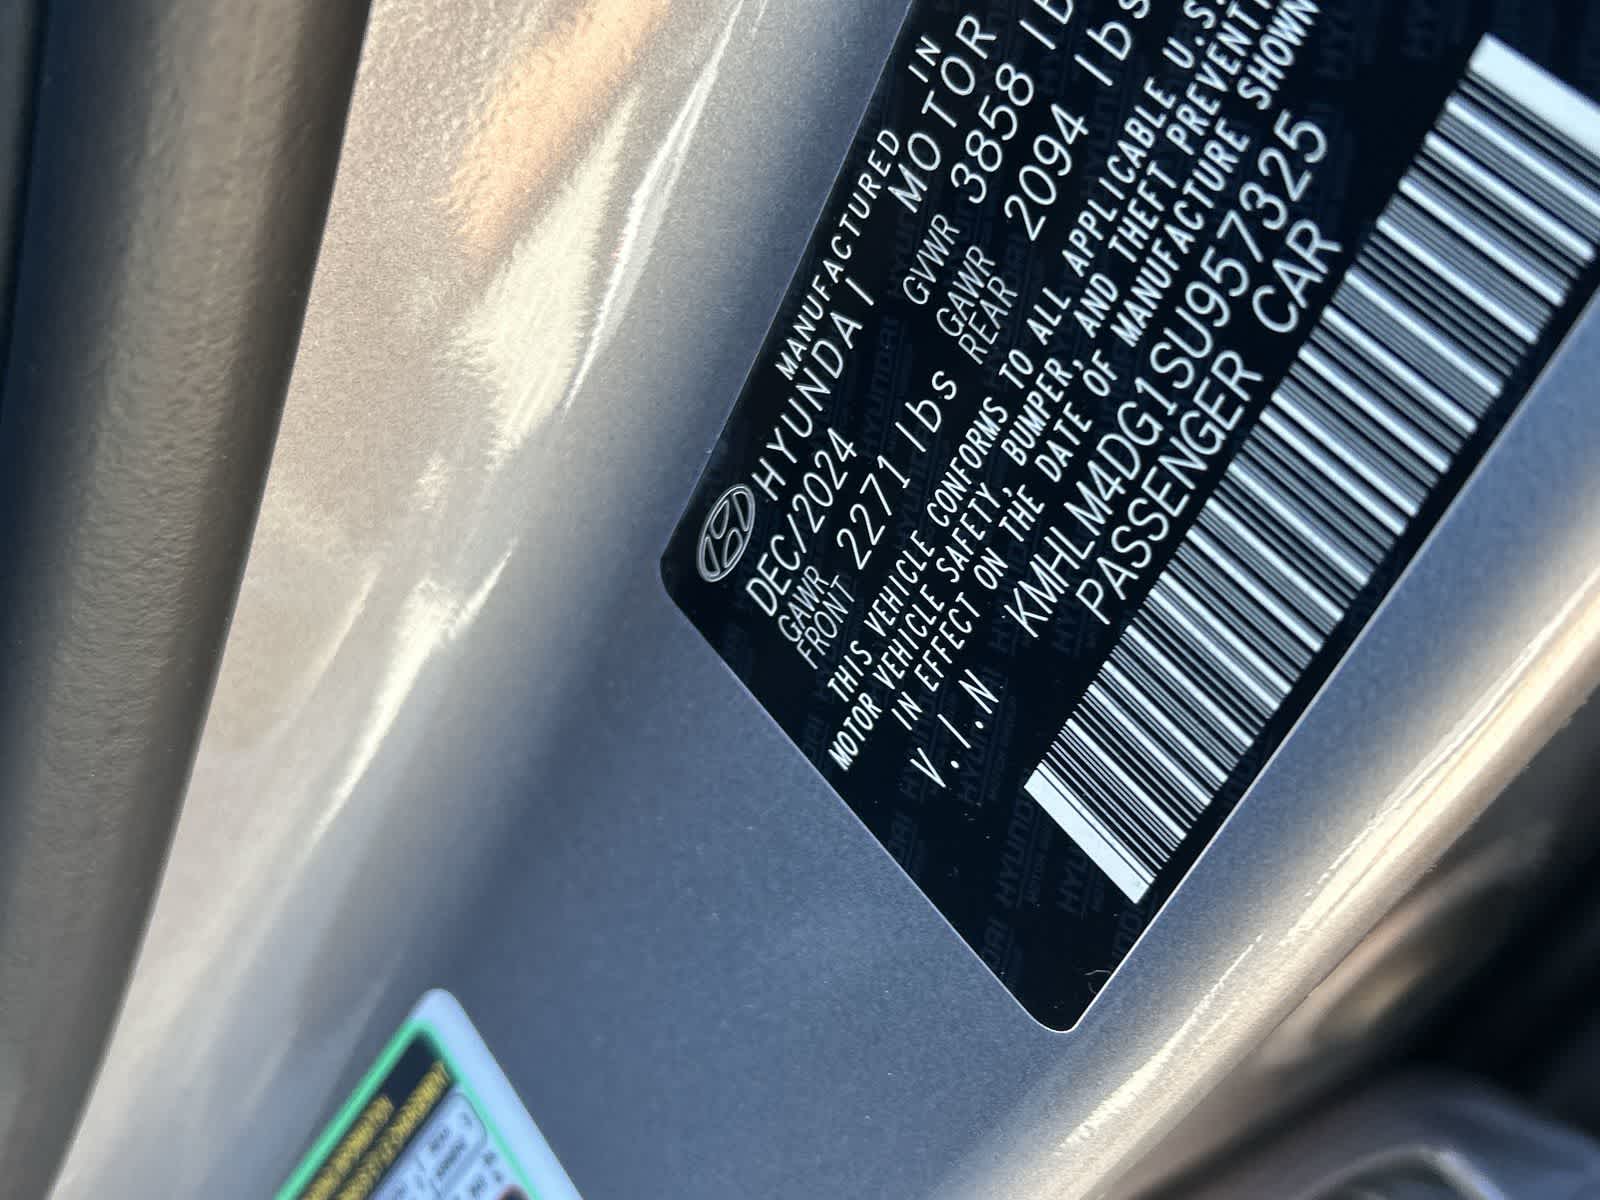 MANUFACTURED IN
HYUNDAI MOTOR
DEC/2024 GVWR 3858 lb
GAWR FRONT 2271 lbs GAWR REAR 2094 lbs
THIS VEHICLE CONFORMS TO ALL APPLICABLE U.S.
MOTOR VEHICLE SAFETY, BUMPER, AND THEFT PREVENT
IN EFFECT ON THE DATE OF MANUFACTURE SHOWN
V.I.N KMHLM4DG1SU957325
PASSENGER CAR